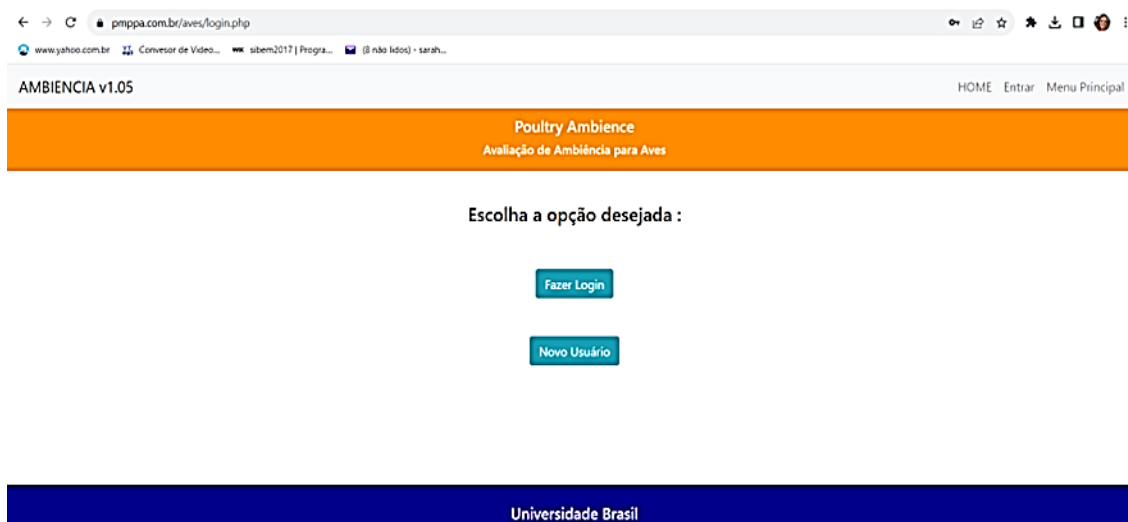 pmppa.com.br/aves/login.php
www.yahoo.com.br Convesor de Video... sibem2017 | Progra... (8 não lidos) - sarah...
AMBIENCIA v1.05 HOME Entrar Menu Principal
Poultry Ambience
Avaliação de Ambiência para Aves
Escolha a opção desejada :
Fazer Login
Novo Usuário
Universidade Brasil